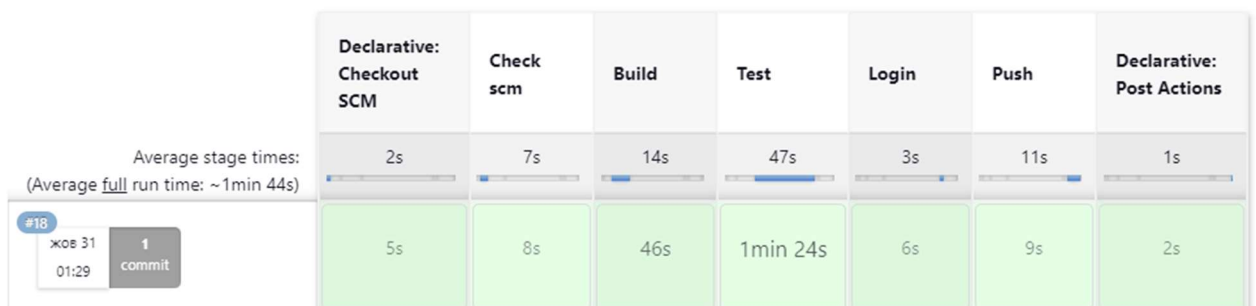 Declarative:
Checkout
SCM
Check
scm
Build
Test
Login
Push
Declarative:
Post Actions
Average stage times:
(Average full run time: ~1min 44s)
2s
7s
14s
47s
3s
11s
1s
#18
жов 31
01:29
1
commit
5s
8s
46s
1min 24s
6s
9s
2s